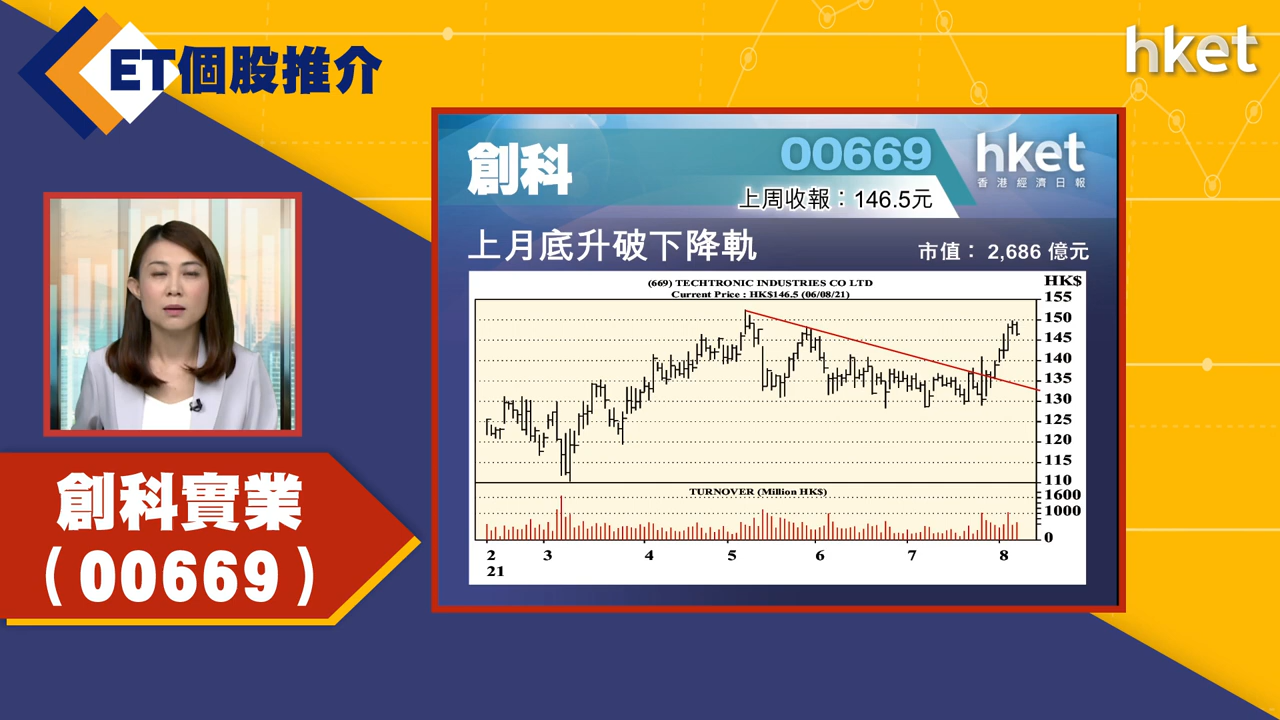 ET個股推介
hket
創科
00669
hket
香港經濟日報
上周收報：146.5元
上月底升破下降軌
市值： 2,686 億元
(669) TECHTRONIC INDUSTRIES CO LTD
Current Price : HK$146.5 (06/08/21)
HK$
155
150
145
140
135
130
125
120
115
110
TURNOVER (Million HK$)
1600
1000
0
2 3 4 5 6 7 8
21
創科實業
（00669）